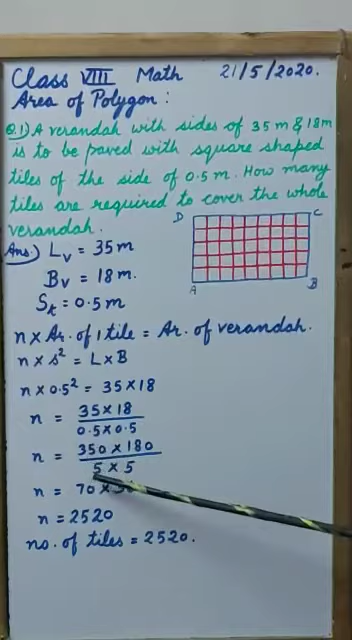 Class VIII Math 21/5/2020.
Area of Polygon :
Q.1) A verandah with sides of 35 m & 18m
is to be paved with square shaped
tiles of the side of 0.5 m. How many
tiles are required to cover the whole
verandah.
D C
Ans.) Lv = 35 m
Bv = 18 m.
St = 0.5 m
A B
n × Ar. of 1 tile = Ar. of verandah.
n × s² = L × B
n × 0.5² = 35 × 18
n = 35 × 18
0.5 × 0.5
n = 350 × 180
5 × 5
n = 70 ×
n = 2520
no. of tiles = 2520.